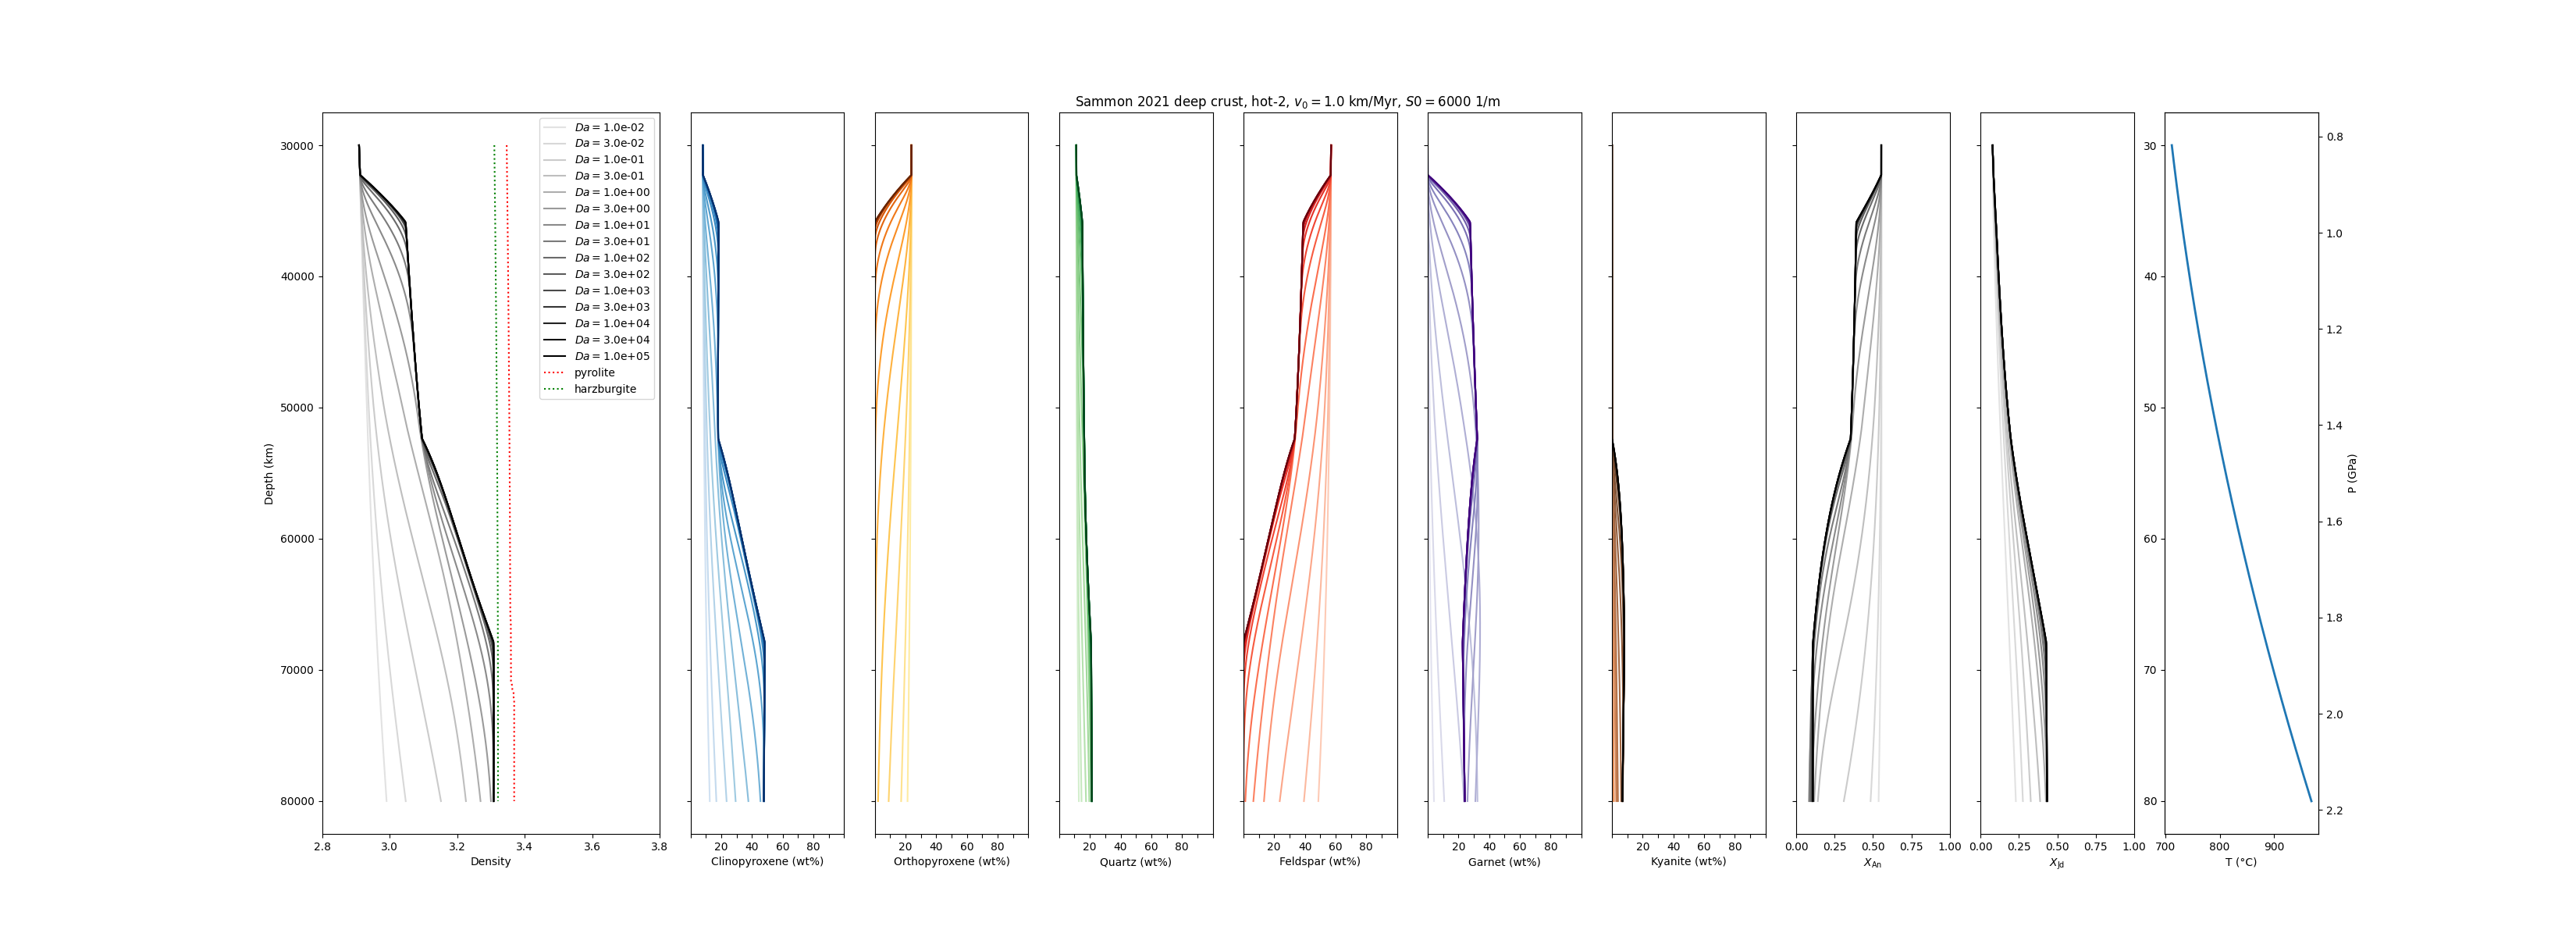 Sammon 2021 deep crust, hot-2, v₀ = 1.0 km/Myr, S0 = 6000 1/m
Da = 1.0e-02
Da = 3.0e-02
Da = 1.0e-01
Da = 3.0e-01
Da = 1.0e+00
Da = 3.0e+00
Da = 1.0e+01
Da = 3.0e+01
Da = 1.0e+02
Da = 3.0e+02
Da = 1.0e+03
Da = 3.0e+03
Da = 1.0e+04
Da = 3.0e+04
Da = 1.0e+05
pyrolite
harzburgite
Depth (km)
30000
40000
50000
60000
70000
80000
2.8 3.0 3.2 3.4 3.6 3.8
Density
20 40 60 80
Clinopyroxene (wt%)
20 40 60 80
Orthopyroxene (wt%)
20 40 60 80
Quartz (wt%)
20 40 60 80
Feldspar (wt%)
20 40 60 80
Garnet (wt%)
20 40 60 80
Kyanite (wt%)
0.00 0.25 0.50 0.75 1.00
X_An
0.00 0.25 0.50 0.75 1.00
X_Jd
30
40
50
60
70
80
700 800 900
T (°C)
0.8
1.0
1.2
1.4
1.6
1.8
2.0
2.2
P (GPa)